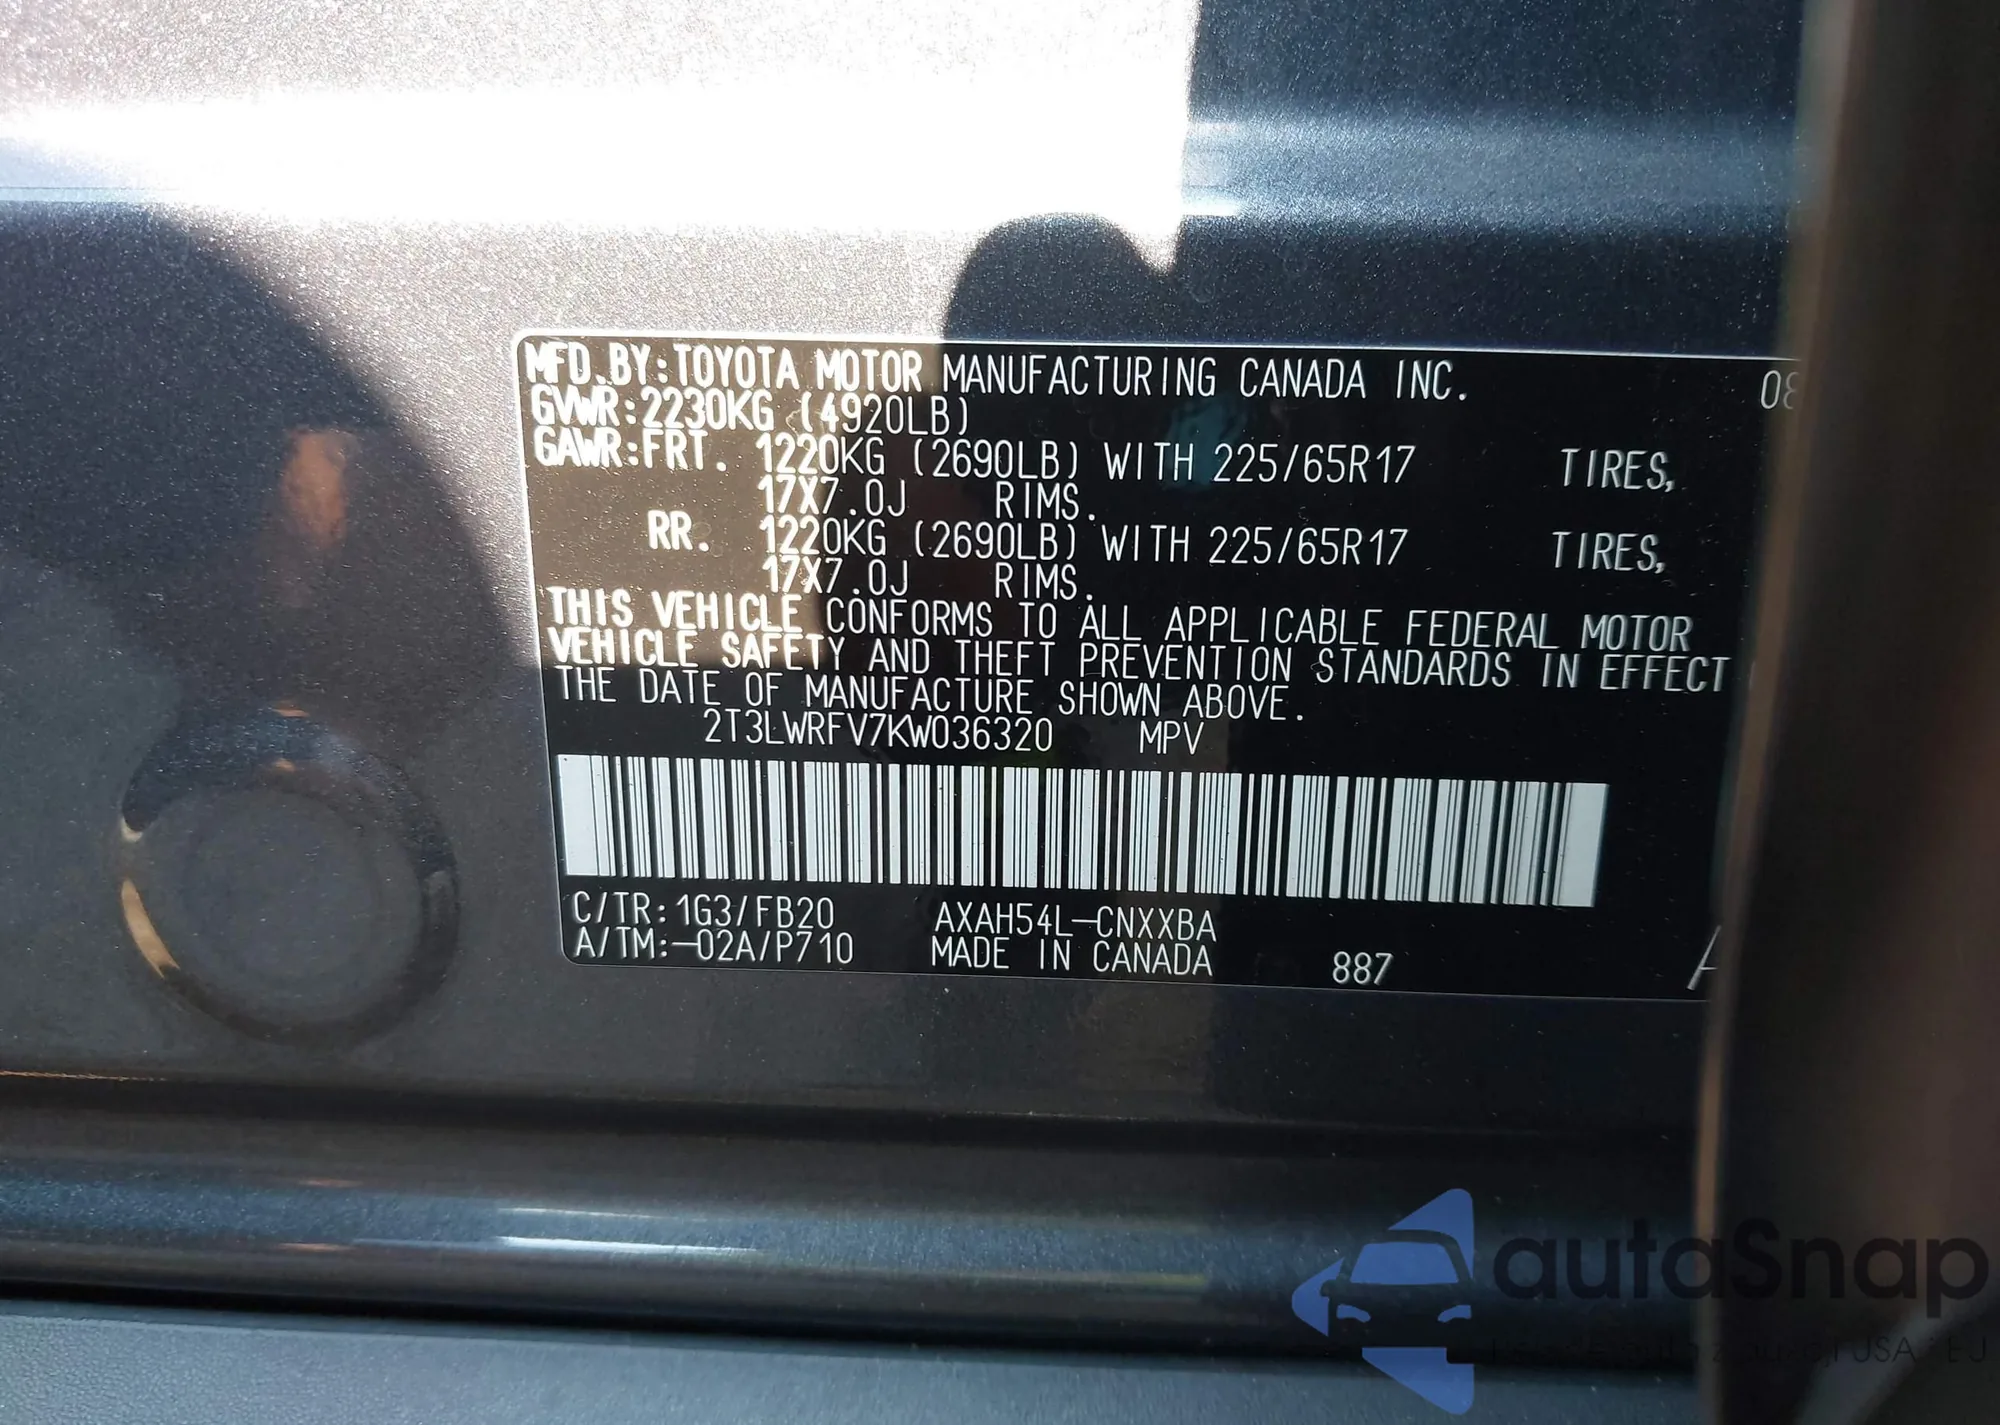 MFD.BY:TOYOTA MOTOR MANUFACTURING CANADA INC. 08
GVWR:2230KG (4920LB)
GAWR:FRT. 1220KG (2690LB) WITH 225/65R17 TIRES,
17X7.0J RIMS.
RR. 1220KG (2690LB) WITH 225/65R17 TIRES,
17X7.0J RIMS.
THIS VEHICLE CONFORMS TO ALL APPLICABLE FEDERAL MOTOR
VEHICLE SAFETY AND THEFT PREVENTION STANDARDS IN EFFECT
THE DATE OF MANUFACTURE SHOWN ABOVE.
2T3LWRFV7KW036320 MPV
C/TR:1G3/FB20 AXAH54L-CNXXBA
A/TM:-02A/P710 MADE IN CANADA 887 A
autaSnap
USA